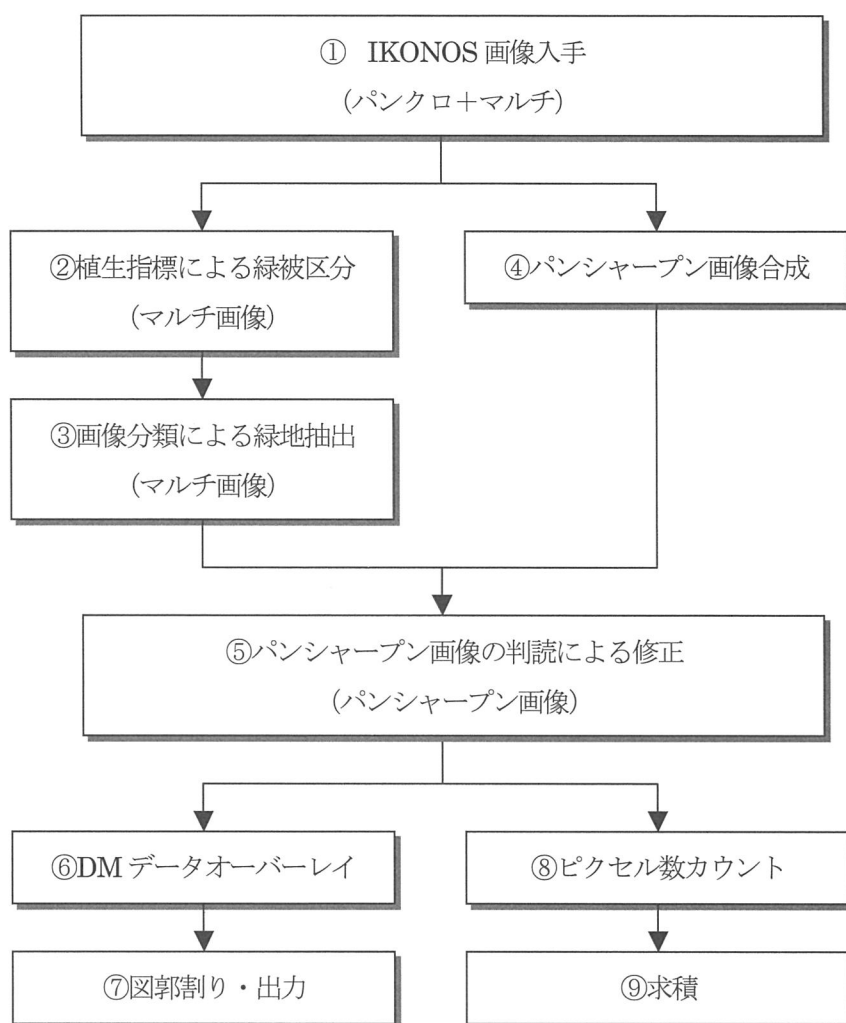 ① IKONOS 画像入手
(パンクロ＋マルチ)
②植生指標による緑被区分
(マルチ画像)
④パンシャープン画像合成
③画像分類による緑地抽出
(マルチ画像)
⑤パンシャープン画像の判読による修正
(パンシャープン画像)
⑥DM データオーバーレイ
⑧ピクセル数カウント
⑦図郭割り・出力
⑨求積